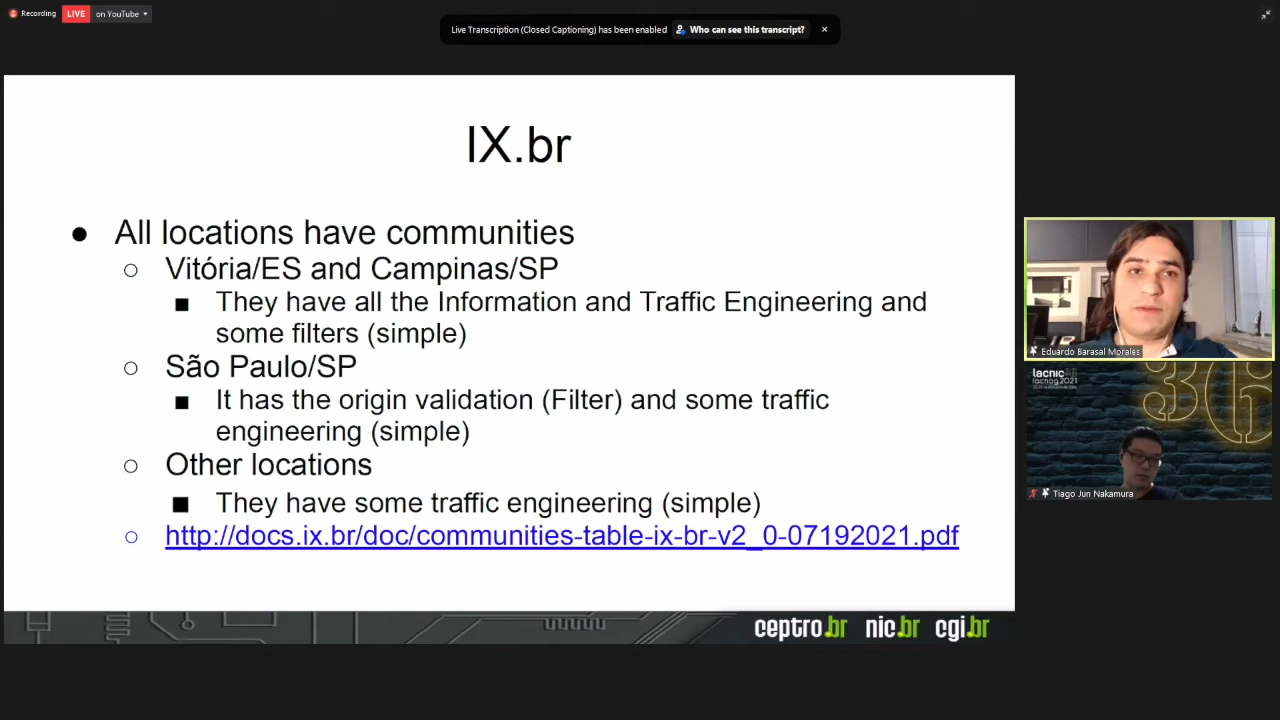 Recording
LIVE
on YouTube
Live Transcription (Closed Captioning) has been enabled
Who can see this transcript?
IX.br
● All locations have communities
○ Vitória/ES and Campinas/SP
■ They have all the Information and Traffic Engineering and
some filters (simple)
○ São Paulo/SP
■ It has the origin validation (Filter) and some traffic
engineering (simple)
○ Other locations
■ They have some traffic engineering (simple)
○ http://docs.ix.br/doc/communities-table-ix-br-v2_0-07192021.pdf
ceptro.br nic.br cgi.br
Eduardo Barasal Morales
lacnic36
lacnog2021
36
Tiago Jun Nakamura